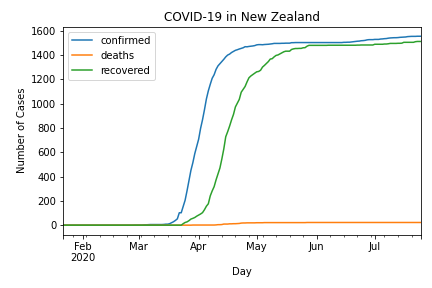 COVID-19 in New Zealand
confirmed
deaths
recovered
Number of Cases
1600
1400
1200
1000
800
600
400
200
0
Feb Mar Apr May Jun Jul
2020
Day